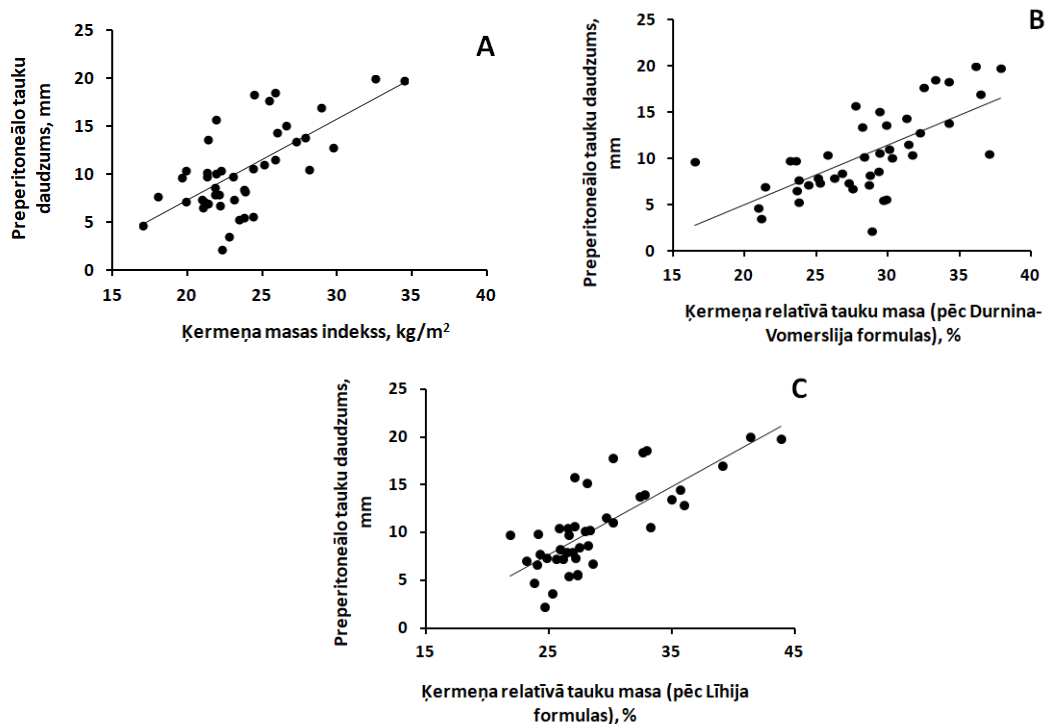 A
Preperitoneālo tauku
daudzums, mm
25
20
15
10
5
0
15
20
25
30
35
40
Ķermeņa masas indekss, kg/m²
B
Preperitoneālo tauku daudzums,
mm
25
20
15
10
5
0
15
20
25
30
35
40
Ķermeņa relatīvā tauku masa (pēc Durnina-
Vomerslija formulas), %
C
Preperitoneālo tauku daudzums,
mm
25
20
15
10
5
0
15
25
35
45
Ķermeņa relatīvā tauku masa (pēc Līhija
formulas), %